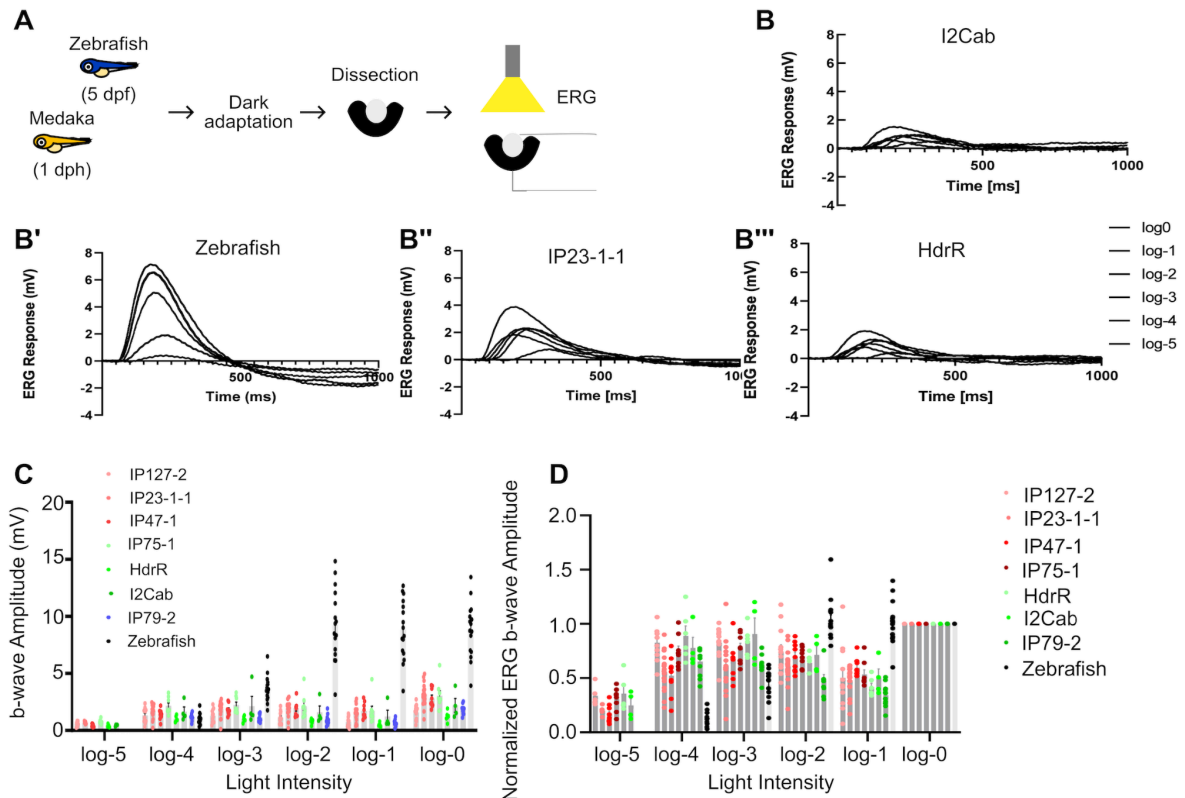 A
Zebrafish
(5 dpf)
Medaka
(1 dph)
Dark
adaptation
Dissection
ERG
B
I2Cab
ERG Response (mV)
8
6
4
2
0
-2
-4
500
1000
Time [ms]
B'
Zebrafish
ERG Response (mV)
8
6
4
2
0
-2
-4
500
1000
Time (ms)
B''
IP23-1-1
ERG Response (mV)
8
6
4
2
0
-2
-4
500
1000
Time [ms]
B'''
HdrR
ERG Response (mV)
8
6
4
2
0
-2
-4
500
1000
Time [ms]
log0
log-1
log-2
log-3
log-4
log-5
C
IP127-2
IP23-1-1
IP47-1
IP75-1
HdrR
I2Cab
IP79-2
Zebrafish
b-wave Amplitude (mV)
20
15
10
5
0
log-5 log-4 log-3 log-2 log-1 log-0
Light Intensity
D
Normalized ERG b-wave Amplitude
2.0
1.5
1.0
0.5
0.0
log-5 log-4 log-3 log-2 log-1 log-0
Light Intensity
IP127-2
IP23-1-1
IP47-1
IP75-1
HdrR
I2Cab
IP79-2
Zebrafish